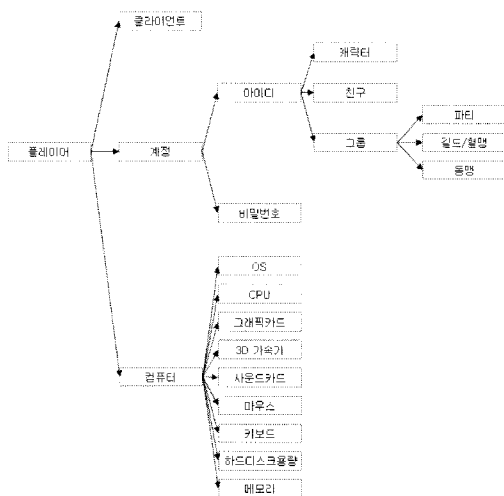 클라이언트
캐릭터
아이디
친구
파티
그룹
길드/혈맹
플레이어
계정
동맹
비밀번호
OS
CPU
그래픽카드
3D 가속기
컴퓨터
사운드카드
마우스
키보드
하드디스크용량
메모리